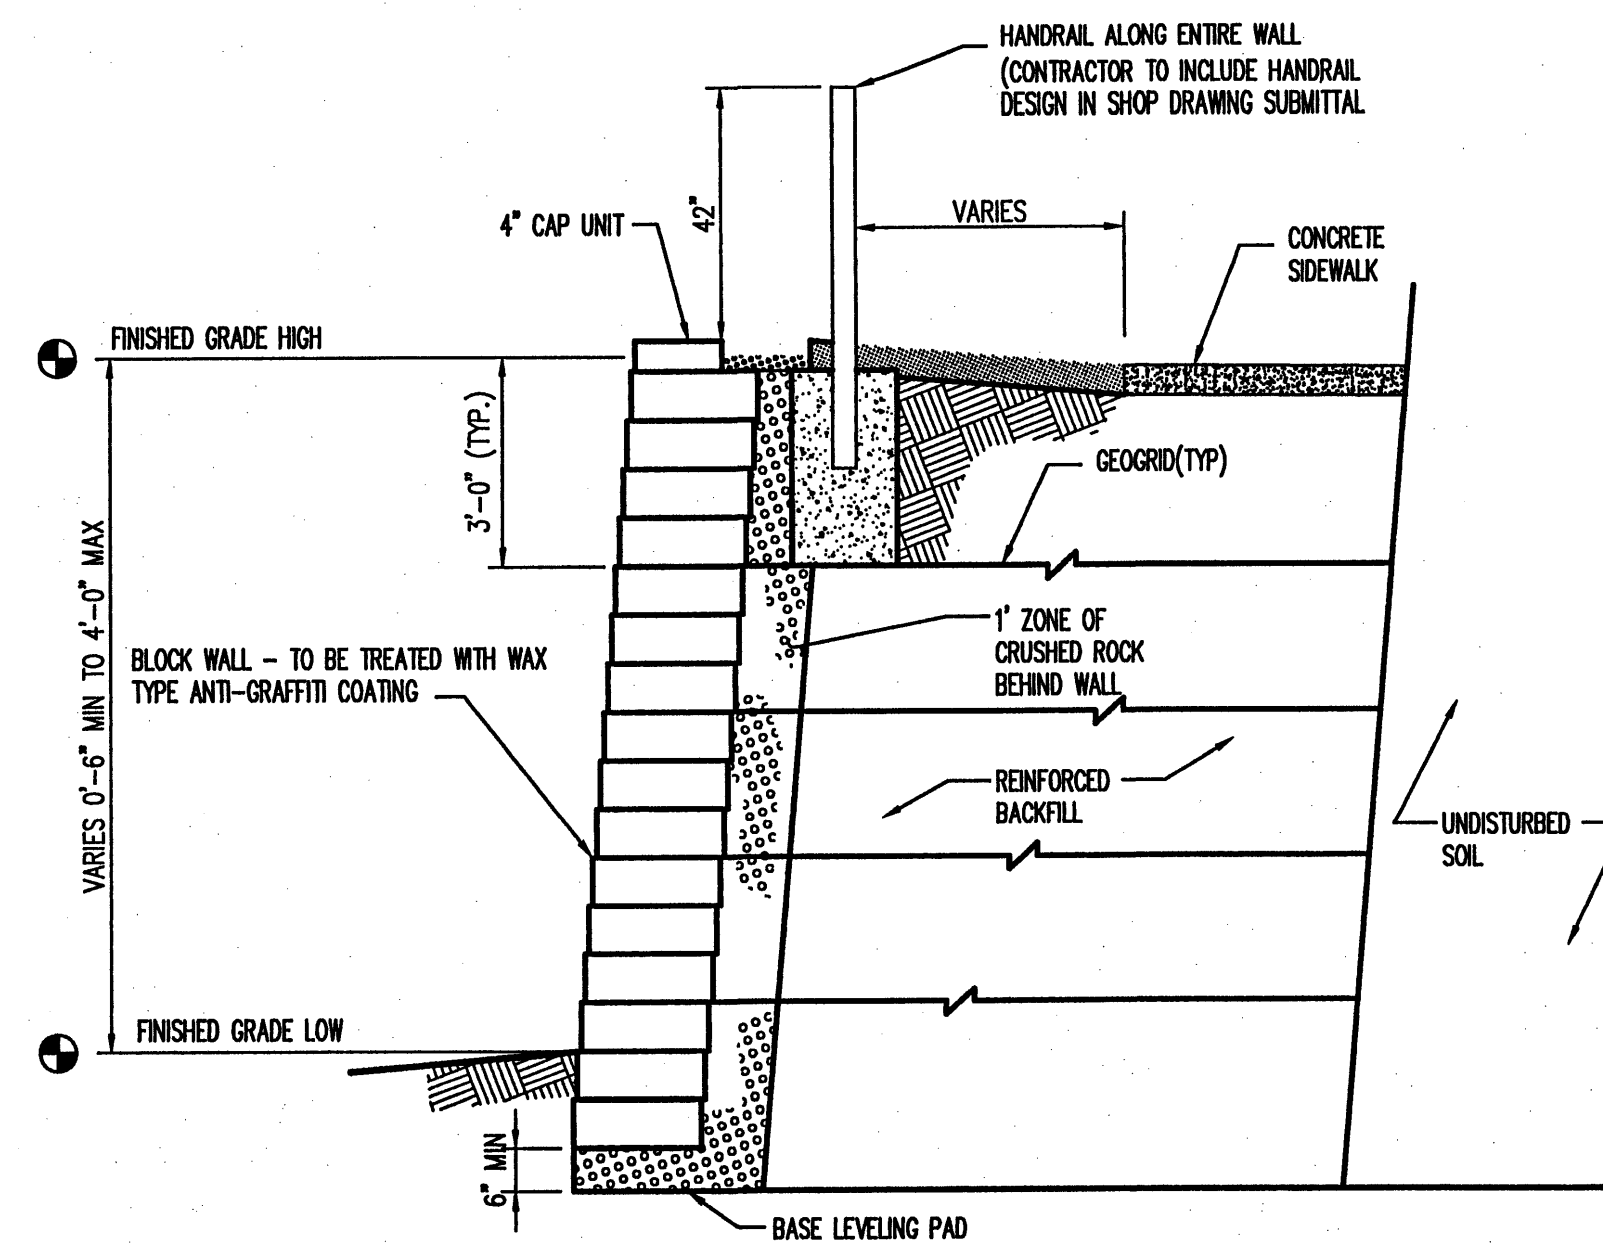 HANDRAIL ALONG ENTIRE WALL
(CONTRACTOR TO INCLUDE HANDRAIL
DESIGN IN SHOP DRAWING SUBMITTAL
42"
VARIES
4" CAP UNIT
CONCRETE
SIDEWALK
FINISHED GRADE HIGH
3'-0" (TYP.)
GEOGRID(TYP)
VARIES 0'-6" MIN TO 4'-0" MAX
1' ZONE OF
CRUSHED ROCK
BEHIND WALL
BLOCK WALL - TO BE TREATED WITH WAX
TYPE ANTI-GRAFFITI COATING
REINFORCED
BACKFILL
UNDISTURBED
SOIL
FINISHED GRADE LOW
6" MIN
BASE LEVELING PAD